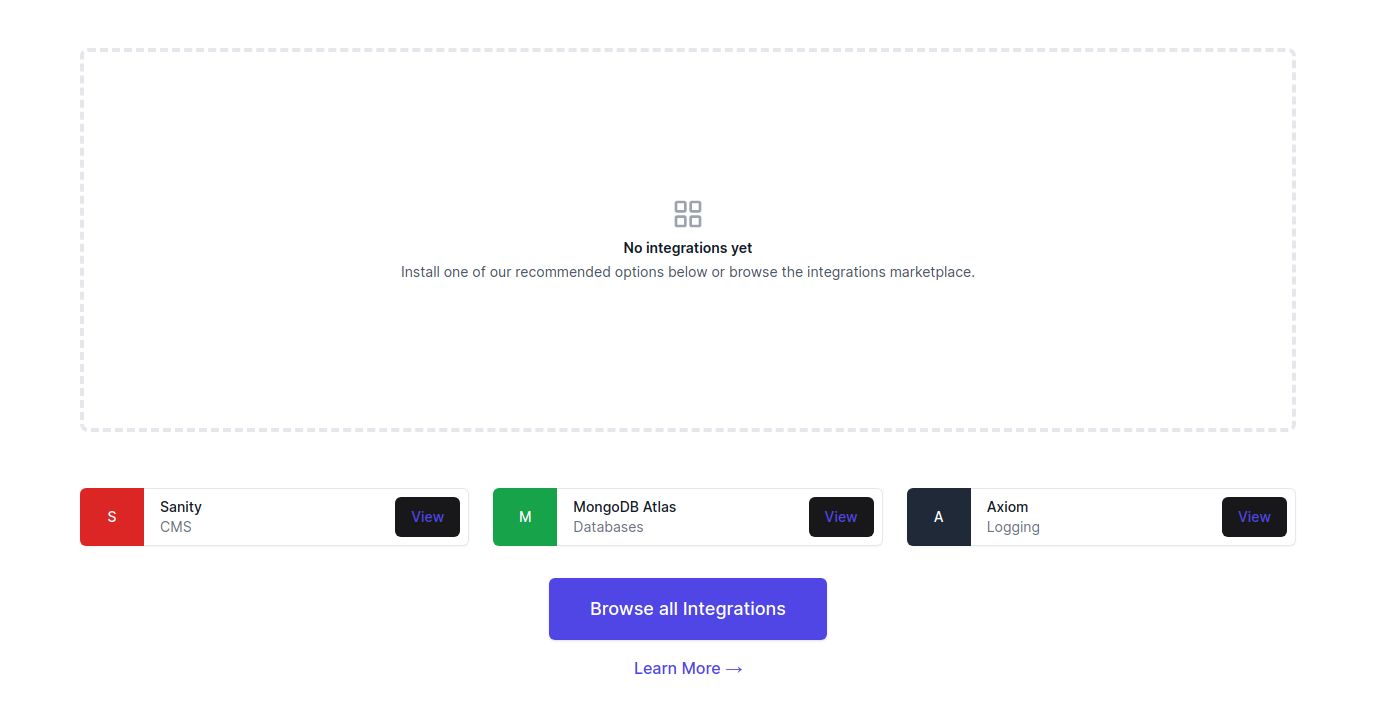 No integrations yet
Install one of our recommended options below or browse the integrations marketplace.
S
Sanity
CMS
View
M
MongoDB Atlas
Databases
View
A
Axiom
Logging
View
Browse all Integrations
Learn More →